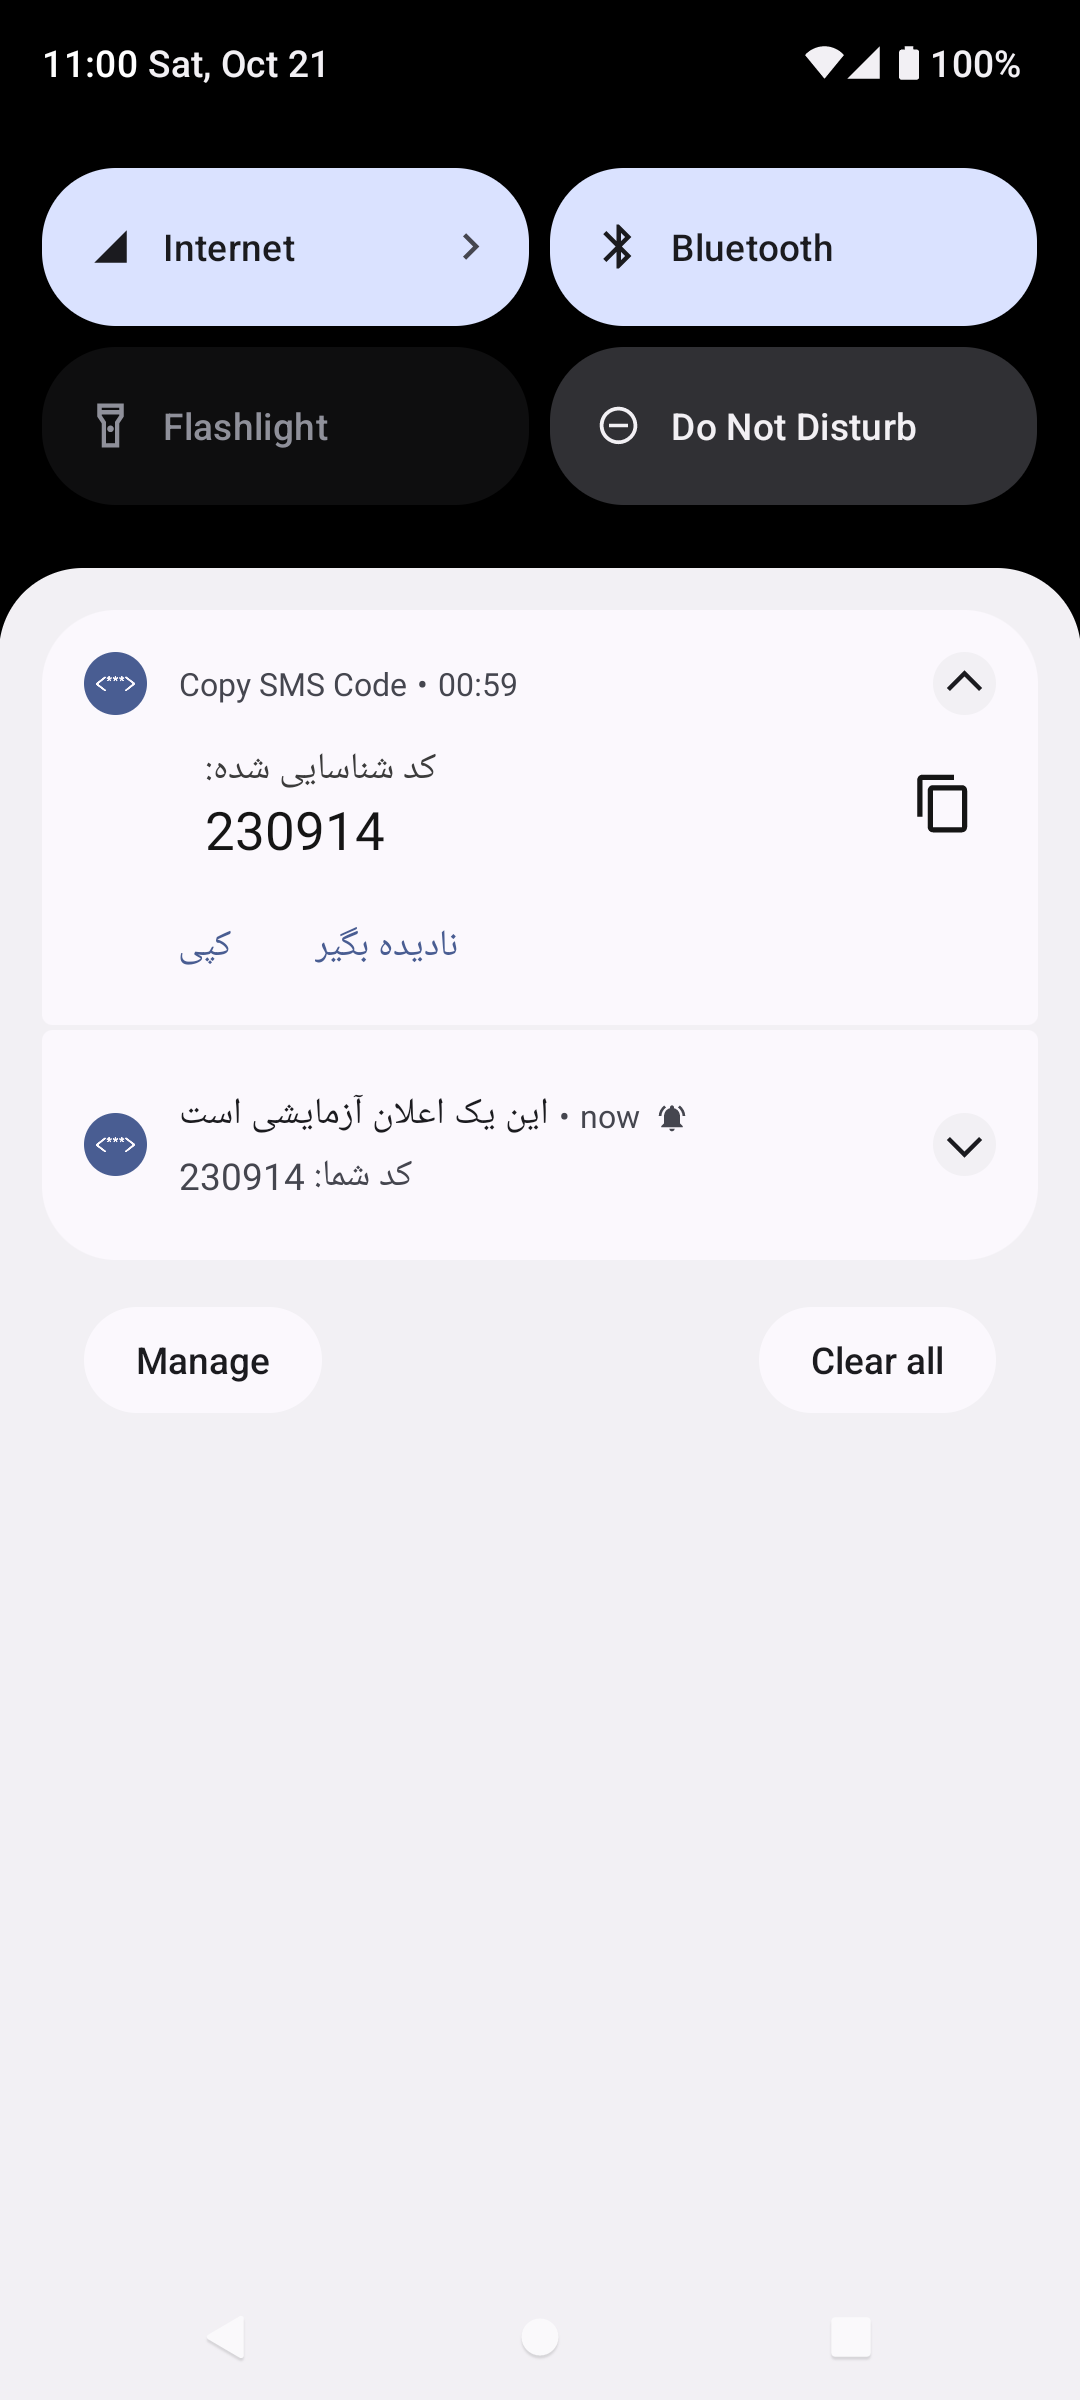 11:00 Sat, Oct 21
100%
Internet
Bluetooth
Flashlight
Do Not Disturb
<***>
Copy SMS Code • 00:59
کد شناسایی شده:
230914
کپی
نادیده بگیر
<***>
این یک اعلان آزمایشی است • now
کد شما: 230914
Manage
Clear all